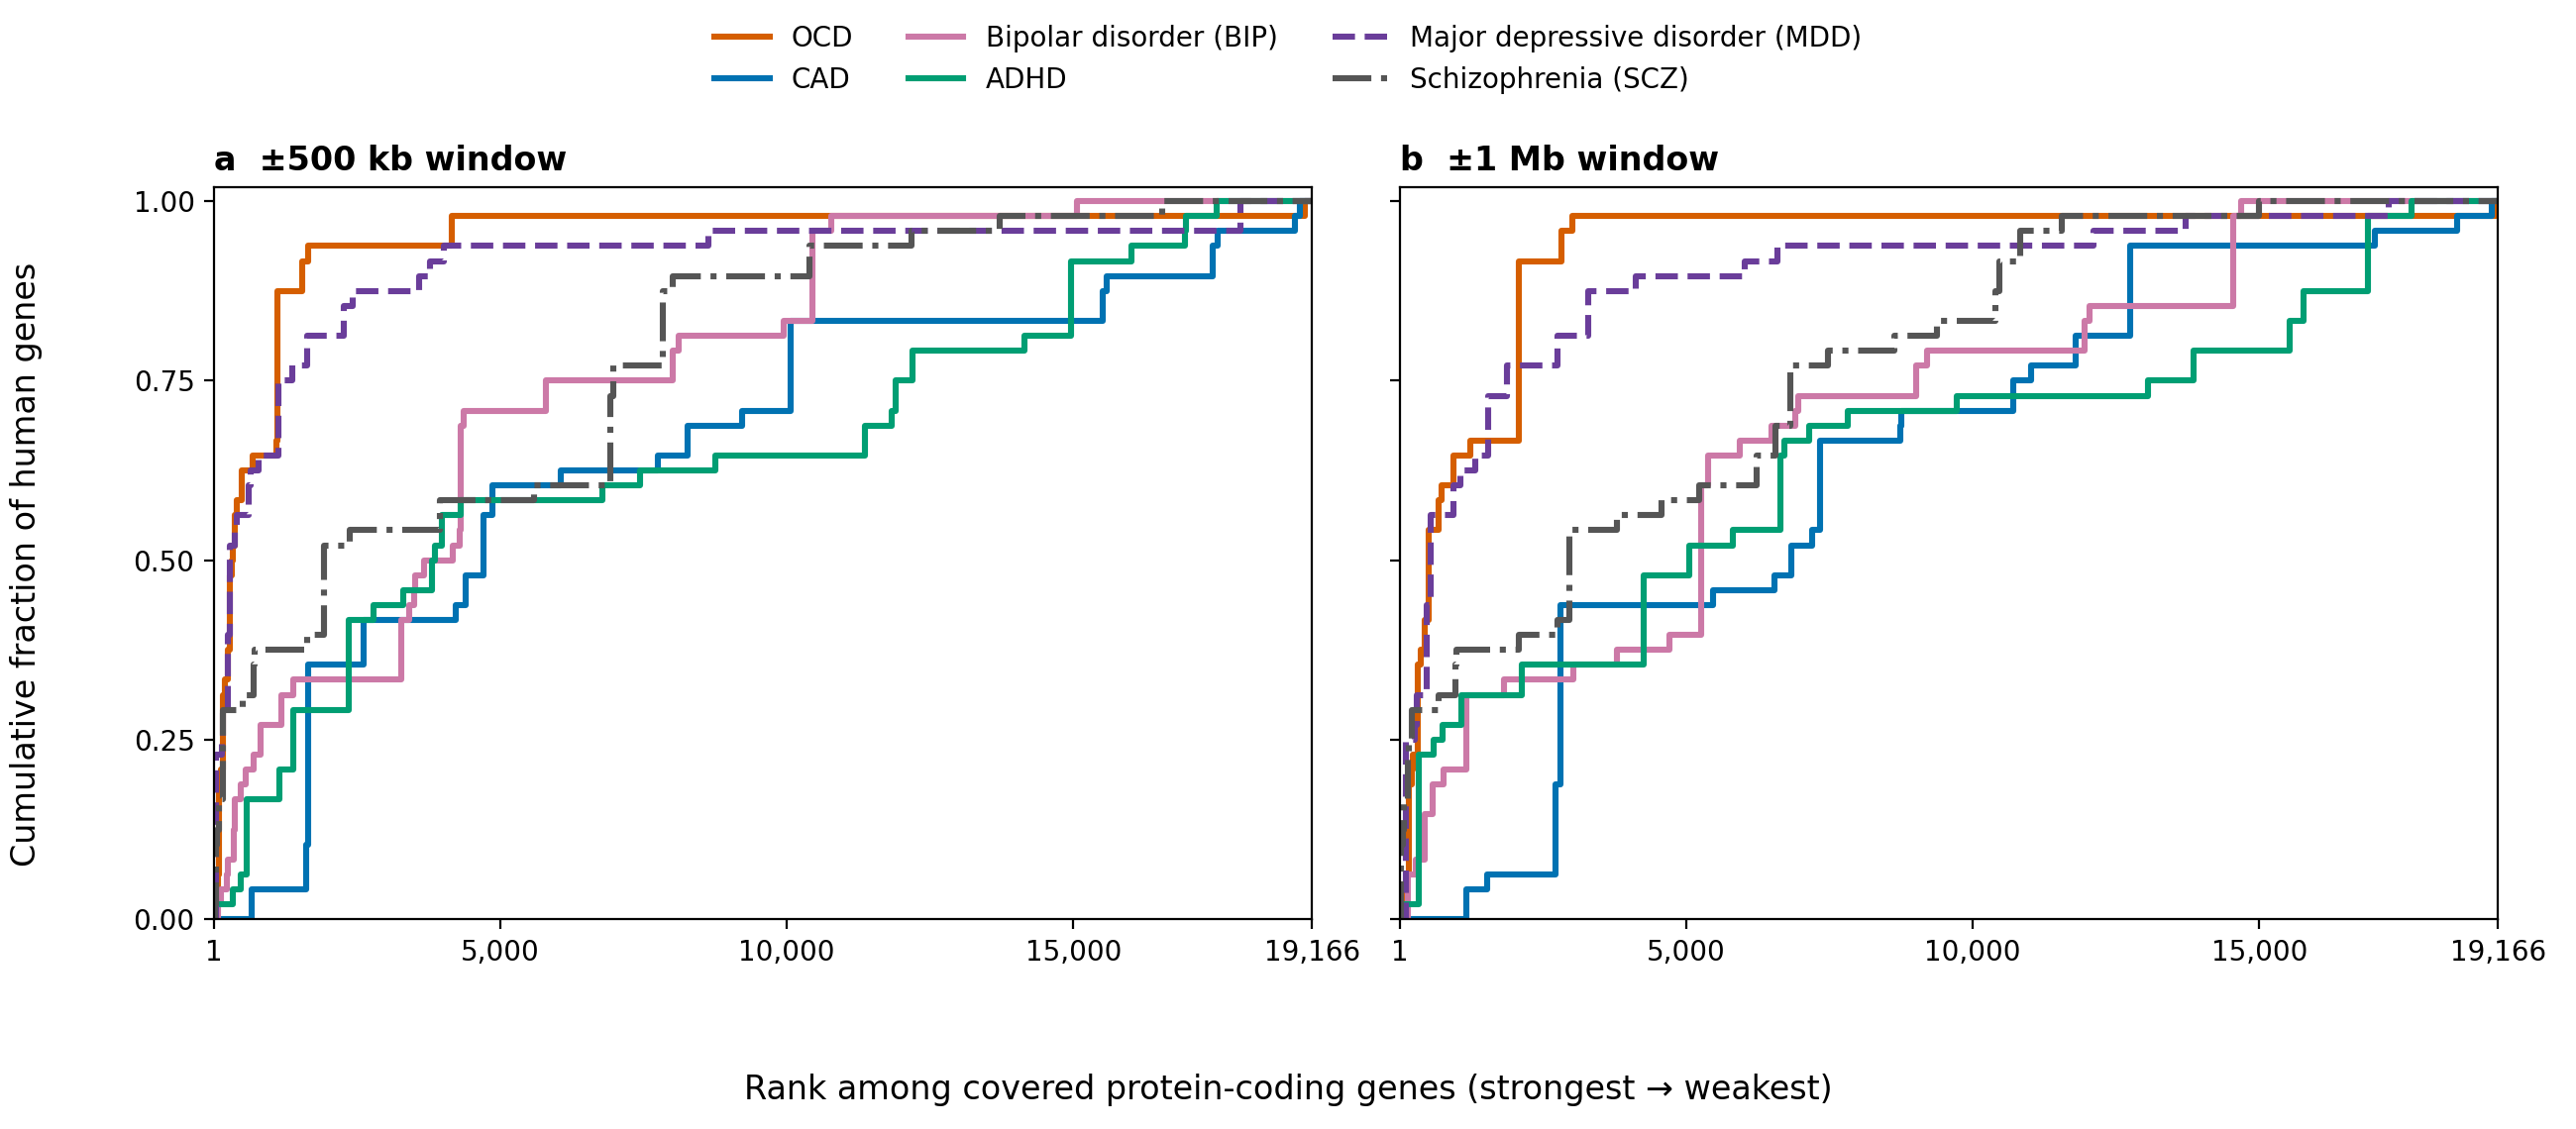 OCD
CAD
Bipolar disorder (BIP)
ADHD
Major depressive disorder (MDD)
Schizophrenia (SCZ)
a ±500 kb window
b ±1 Mb window
Cumulative fraction of human genes
1.00
0.75
0.50
0.25
0.00
1 5,000 10,000 15,000 19,166
1 5,000 10,000 15,000 19,166
Rank among covered protein-coding genes (strongest → weakest)